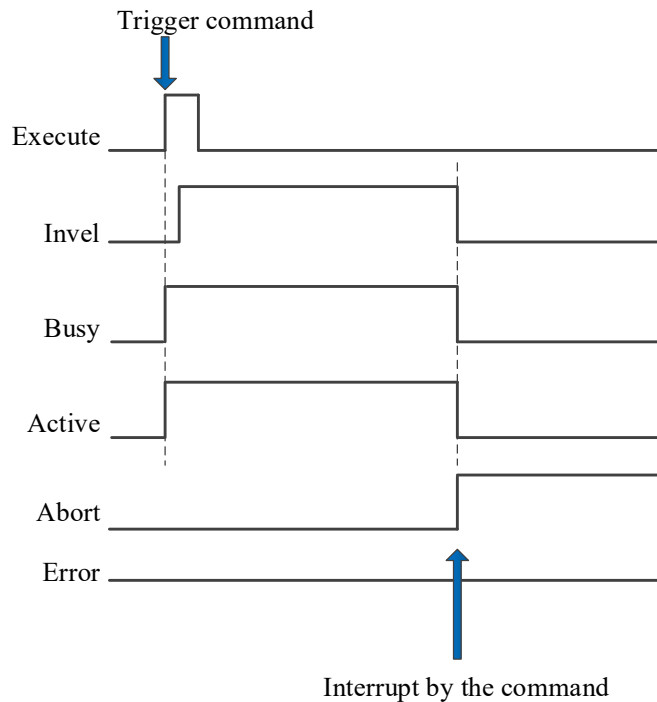 Trigger command
Execute
Invel
Busy
Active
Abort
Error
Interrupt by the command